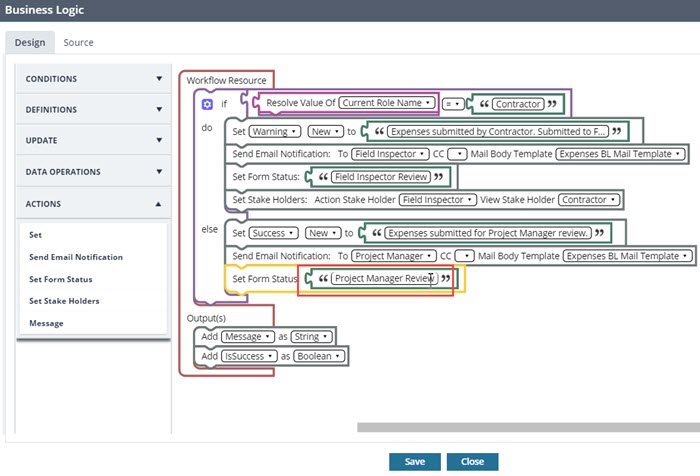 Business Logic
Design Source
CONDITIONS
DEFINITIONS
UPDATE
DATA OPERATIONS
ACTIONS
Set
Send Email Notification
Set Form Status
Set Stake Holders
Message
Workflow Resource
if Resolve Value Of Current Role Name = “ Contractor ”
do Set Warning New to “ Expenses submitted by Contractor. Submitted to F... ”
Send Email Notification: To Field Inspector CC Mail Body Template Expenses BL Mail Template
Set Form Status: “ Field Inspector Review ”
Set Stake Holders: Action Stake Holder Field Inspector View Stake Holder Contractor
else Set Success New to “ Expenses submitted for Project Manager review. ”
Send Email Notification: To Project Manager CC Mail Body Template Expenses BL Mail Template
Set Form Status: “ Project Manager Review ”
Output(s)
Add Message as String
Add IsSuccess as Boolean
Save Close